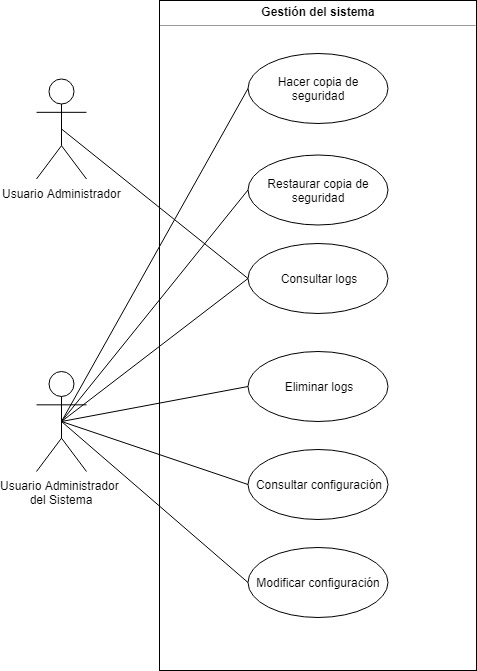 Gestión del sistema
Hacer copia de
seguridad
Usuario Administrador
Restaurar copia de
seguridad
Consultar logs
Eliminar logs
Usuario Administrador
del Sistema
Consultar configuración
Modificar configuración